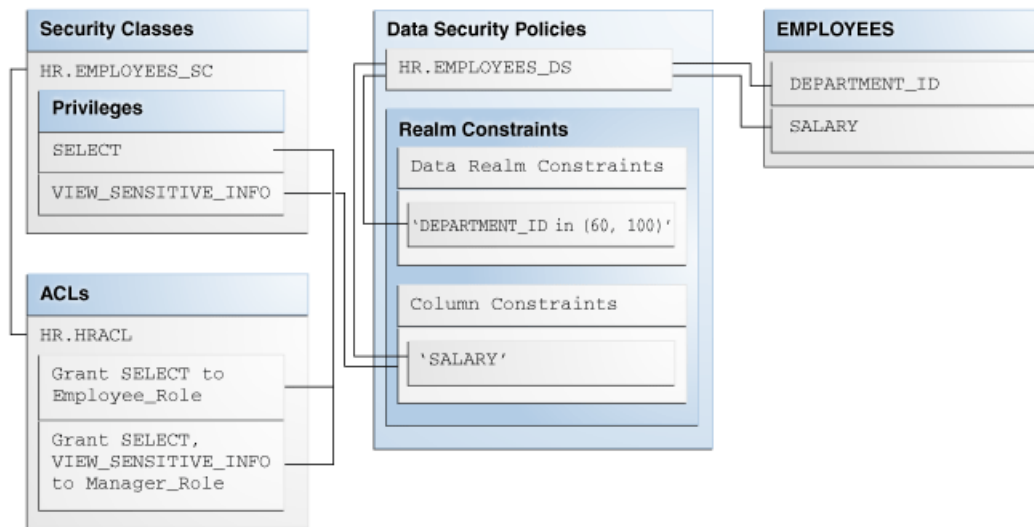 Security Classes
HR.EMPLOYEES_SC
Privileges
SELECT
VIEW_SENSITIVE_INFO
ACLs
HR.HRACL
Grant SELECT to
Employee_Role
Grant SELECT,
VIEW_SENSITIVE_INFO
to Manager_Role
Data Security Policies
HR.EMPLOYEES_DS
Realm Constraints
Data Realm Constraints
‘DEPARTMENT_ID in (60, 100)’
Column Constraints
‘SALARY’
EMPLOYEES
DEPARTMENT_ID
SALARY